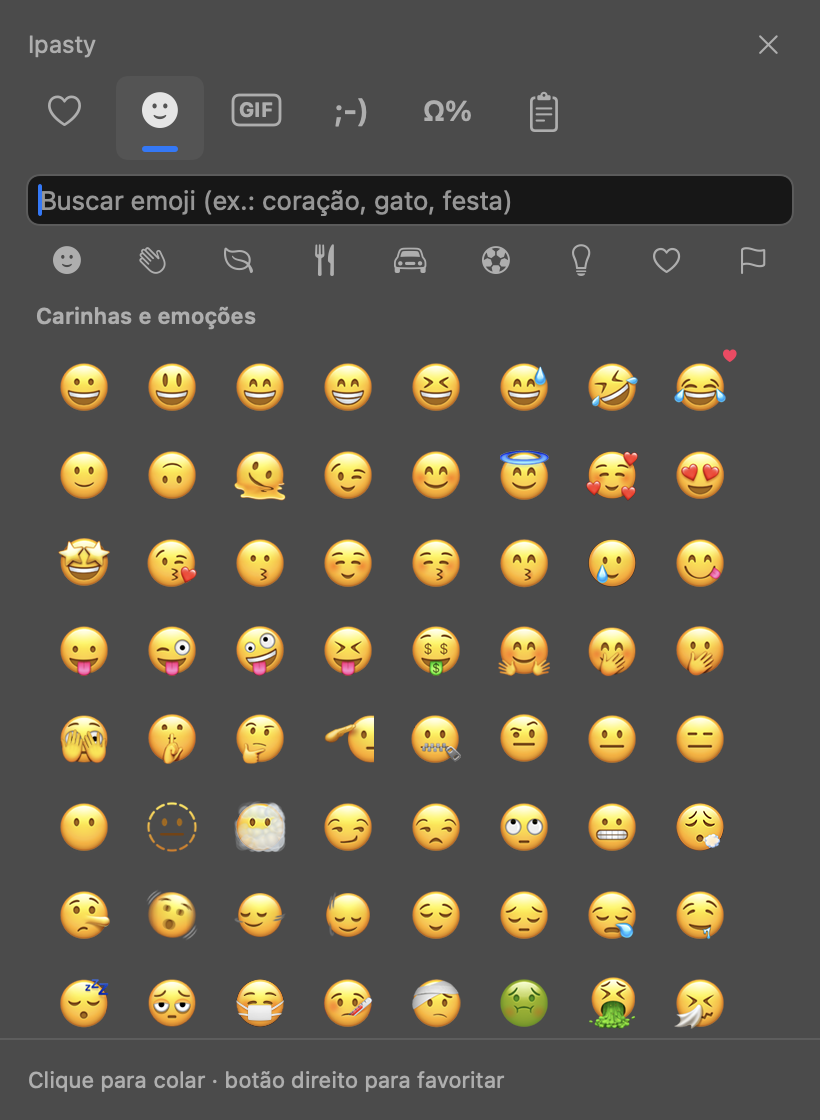 Ipasty
GIF ;-) Ω%
Buscar emoji (ex.: coração, gato, festa)
Carinhas e emoções
Clique para colar · botão direito para favoritar